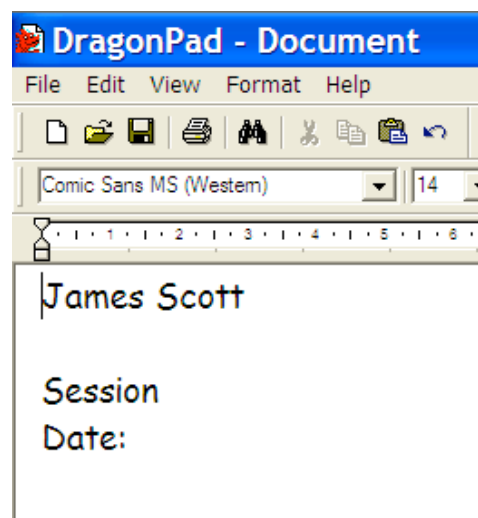 DragonPad - Document
File Edit View Format Help
Comic Sans MS (Western) 14
1 2 3 4 5 6
James Scott
Session
Date: